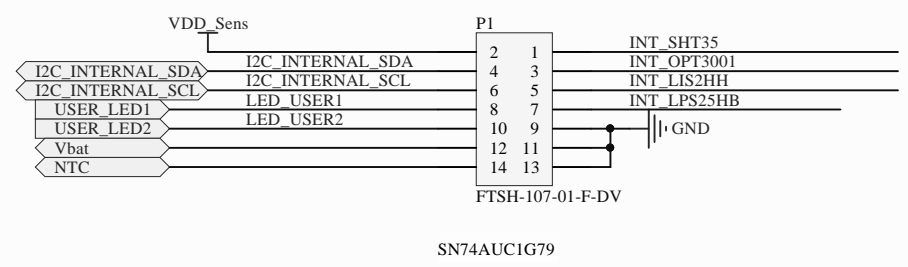 VDD_Sens P1
2 1 INT_SHT35
I2C_INTERNAL_SDA I2C_INTERNAL_SDA 4 3 INT_OPT3001
I2C_INTERNAL_SCL I2C_INTERNAL_SCL 6 5 INT_LIS2HH
USER_LED1 LED_USER1 8 7 INT_LPS25HB
USER_LED2 LED_USER2 10 9 GND
Vbat 12 11
NTC 14 13
FTSH-107-01-F-DV
SN74AUC1G79